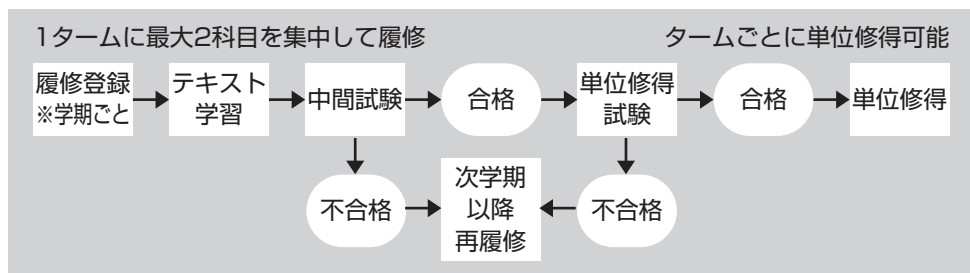 1タームに最大2科目を集中して履修
タームごとに単位修得可能
履修登録
※学期ごと
テキスト
学習
中間試験
合格
単位修得
試験
合格
単位修得
不合格
次学期
以降
再履修
不合格